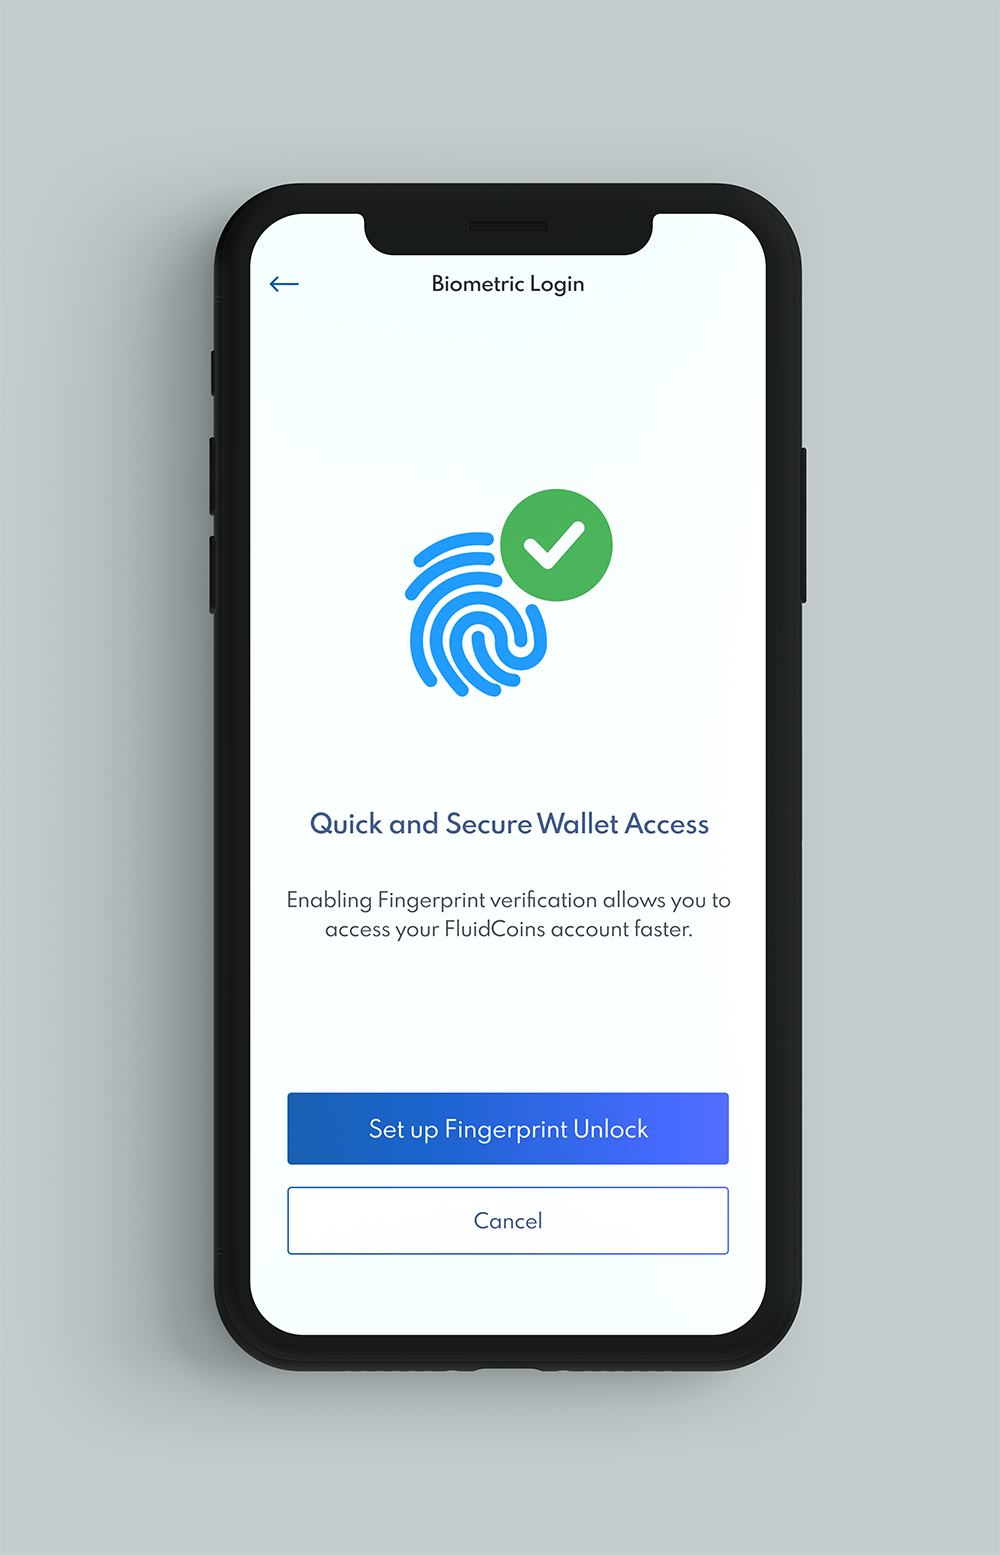 Biometric Login
Quick and Secure Wallet Access
Enabling Fingerprint verification allows you to
access your FluidCoins account faster.
Set up Fingerprint Unlock
Cancel